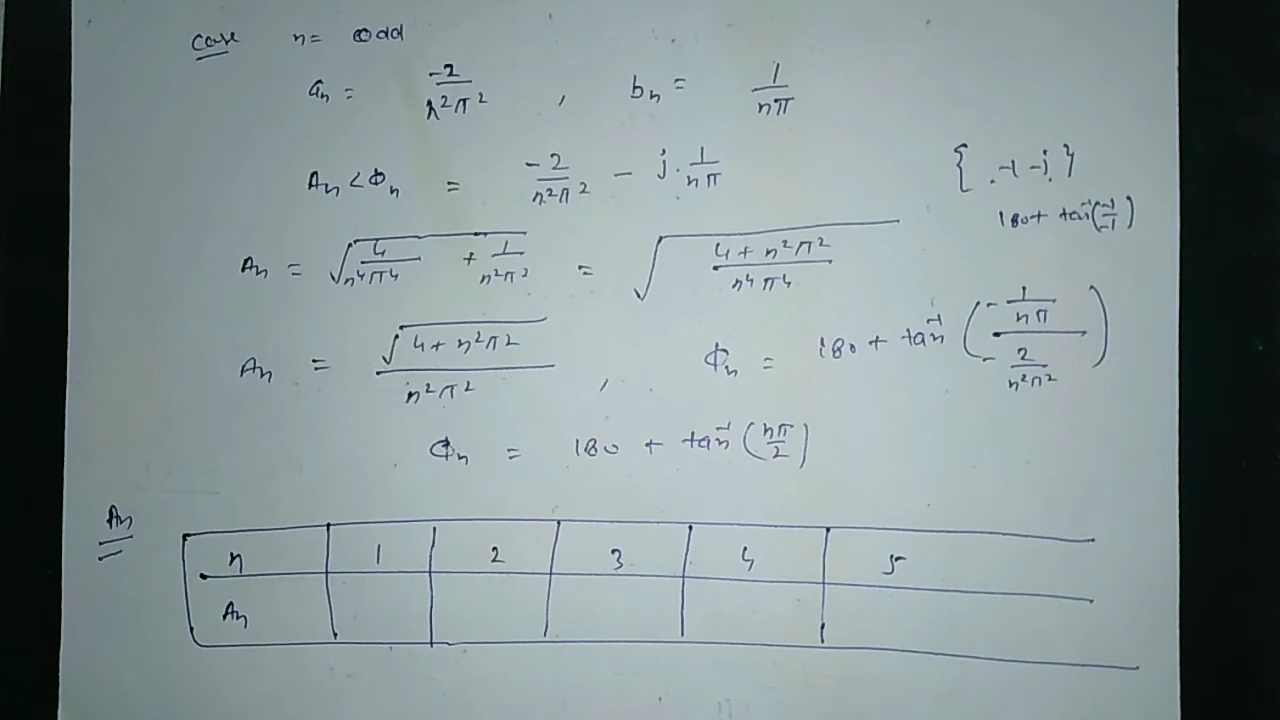 Case n = odd
aₙ = -2/n²π² , bₙ = 1/nπ
Aₙ∠Φₙ = -2/n²π² - j·1/nπ { -1 -j }
180 + tan⁻¹(-1/-1)
Aₙ = √(4/n⁴π⁴ + 1/n²π²) = √((4 + n²π²)/n⁴π⁴)
Aₙ = √(4 + n²π²)/n²π² , Φₙ = 180 + tan⁻¹((-1/nπ)/(-2/n²π²))
Φₙ = 180 + tan⁻¹(nπ/2)
Aₙ
n 1 2 3 4 5
Aₙ